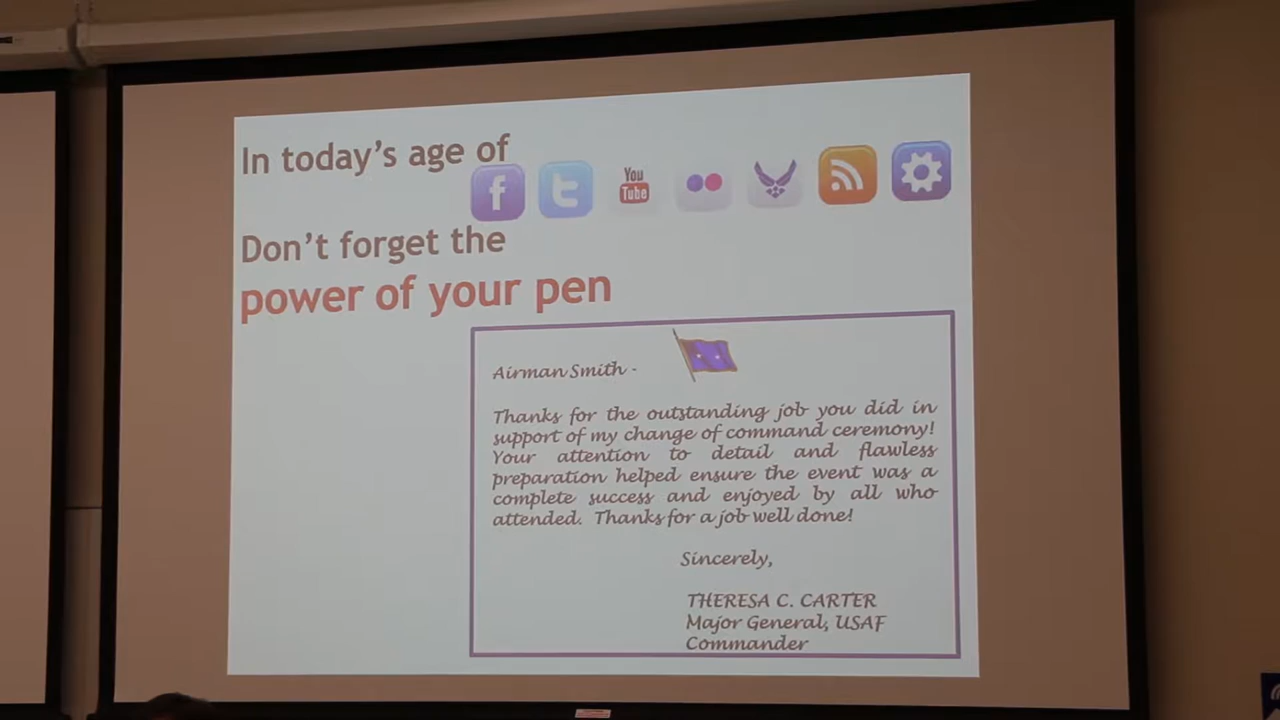 In today's age of
f t You Tube
Don't forget the
power of your pen
Airman Smith -
Thanks for the outstanding job you did in
support of my change of command ceremony!
Your attention to detail and flawless
preparation helped ensure the event was a
complete success and enjoyed by all who
attended. Thanks for a job well done!
Sincerely,
THERESA C. CARTER
Major General, USAF
Commander